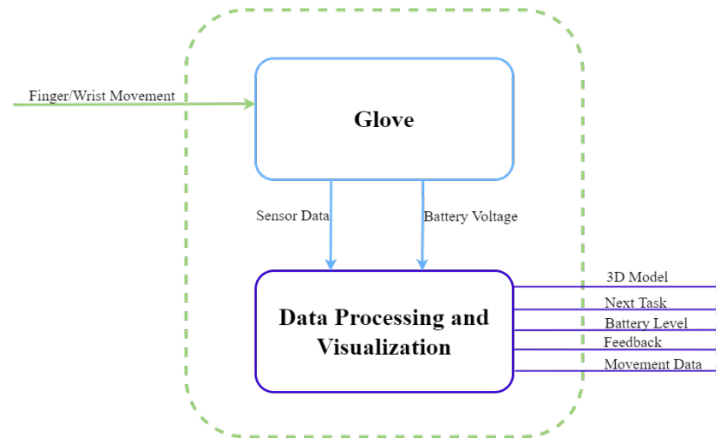 Finger/Wrist Movement
Glove
Sensor Data
Battery Voltage
Data Processing and
Visualization
3D Model
Next Task
Battery Level
Feedback
Movement Data